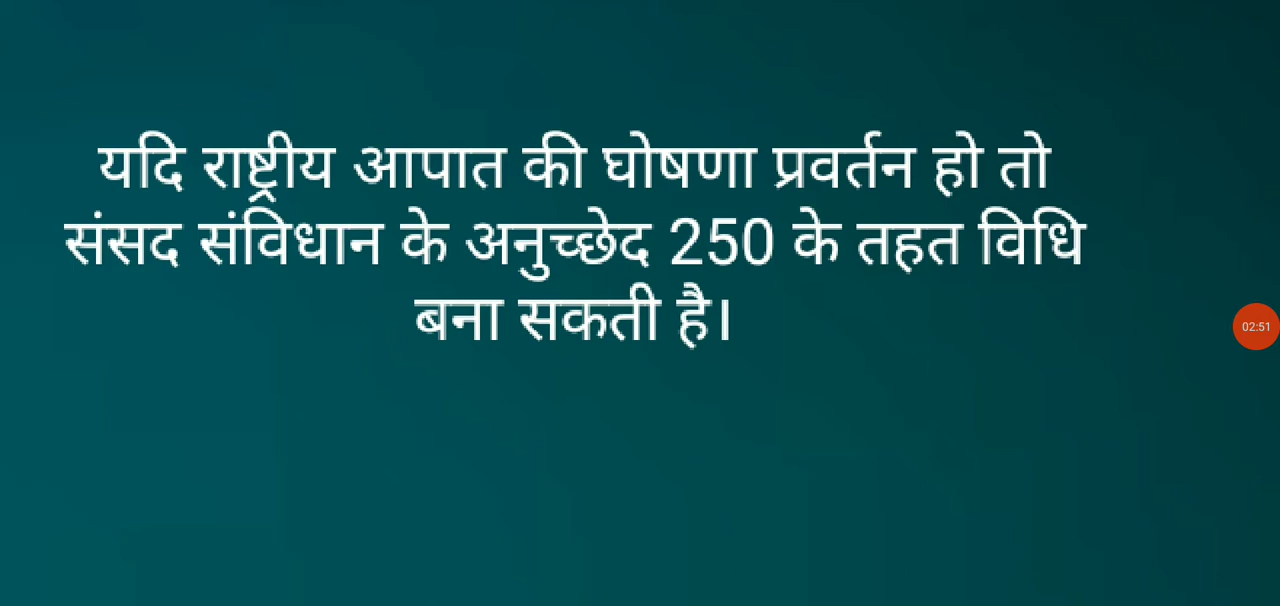 यदि राष्ट्रीय आपात की घोषणा प्रवर्तन हो तो
संसद संविधान के अनुच्छेद 250 के तहत विधि
बना सकती है।
02:51